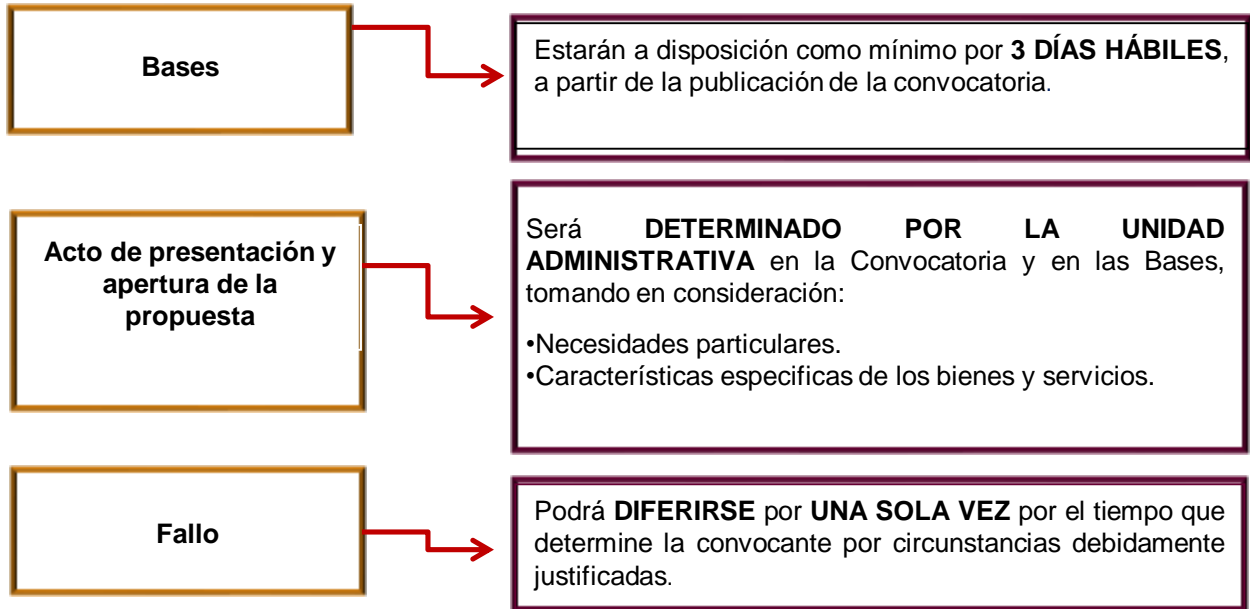 Bases
Estarán a disposición como mínimo por 3 DÍAS HÁBILES,
a partir de la publicación de la convocatoria.
Acto de presentación y
apertura de la
propuesta
Será DETERMINADO POR LA UNIDAD
ADMINISTRATIVA en la Convocatoria y en las Bases,
tomando en consideración:
•Necesidades particulares.
•Características especificas de los bienes y servicios.
Fallo
Podrá DIFERIRSE por UNA SOLA VEZ por el tiempo que
determine la convocante por circunstancias debidamente
justificadas.